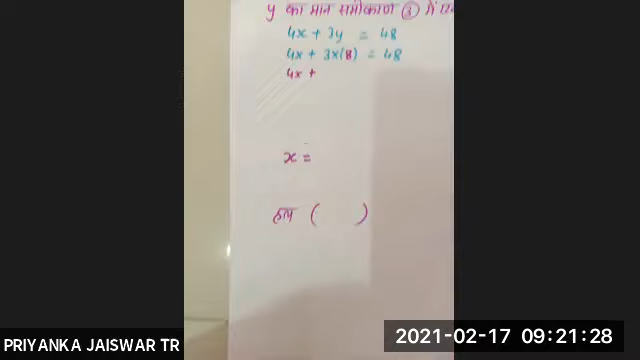 y का मान समीकरण ③ में
4x + 3y = 48
4x + 3x(8) = 48
4x +
x =
हल ( )
PRIYANKA JAISWAR TR
2021-02-17 09:21:28